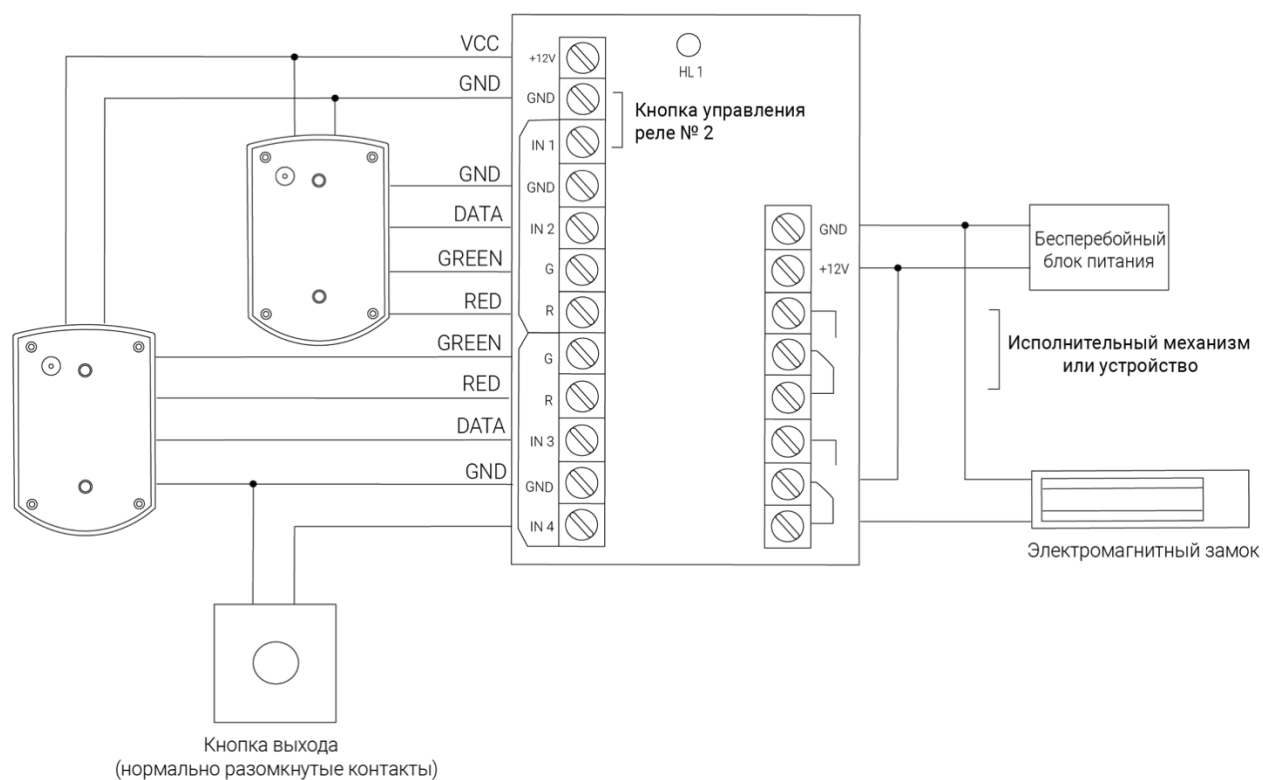 VCC
GND
GND
DATA
GREEN
RED
GREEN
RED
DATA
GND
+12V
GND
IN 1
GND
IN 2
G
R
G
R
IN 3
GND
IN 4
HL 1
Кнопка управления
реле № 2
GND
+12V
Бесперебойный
блок питания
Исполнительный механизм
или устройство
Электромагнитный замок
Кнопка выхода
(нормально разомкнутые контакты)